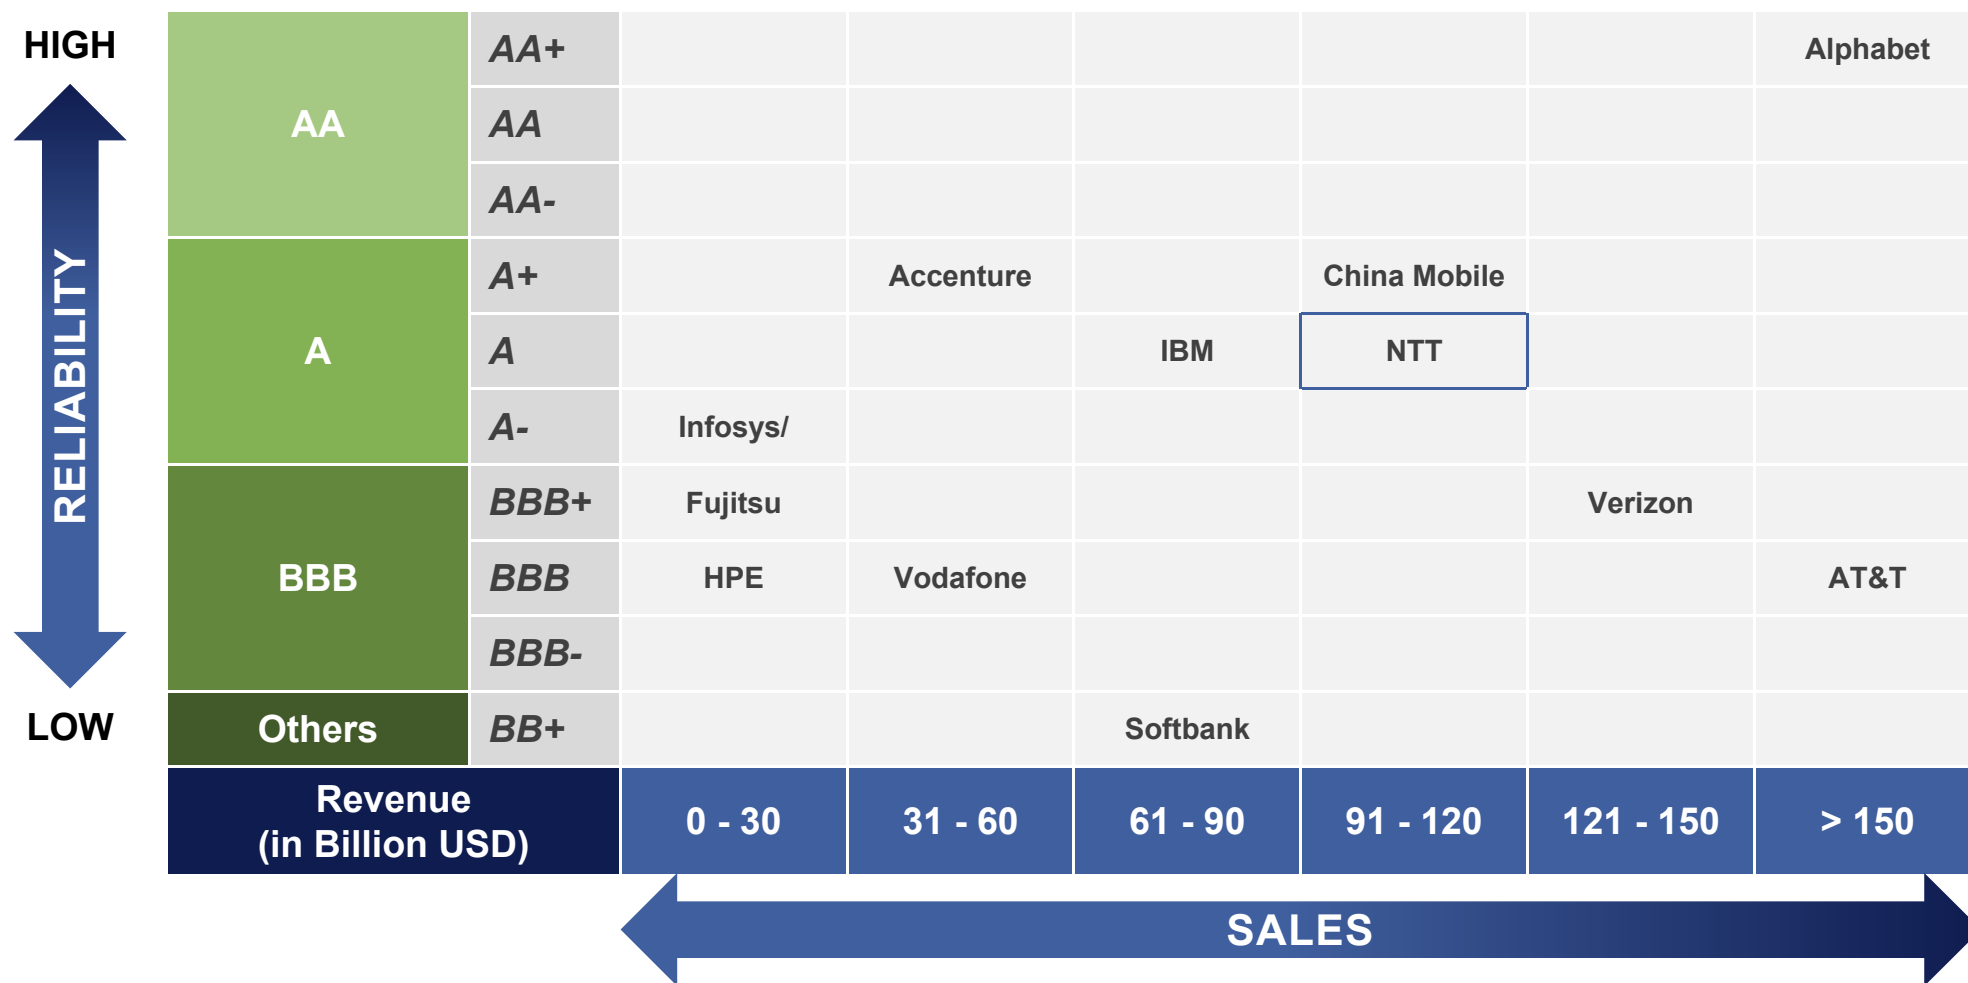 HIGH
AA+
Alphabet
AA
AA
AA-
RELIABILITY
A+
Accenture
China Mobile
A
A
IBM
NTT
A-
Infosys/
BBB+
Fujitsu
Verizon
BBB
BBB
HPE
Vodafone
AT&T
BBB-
LOW
Others
BB+
Softbank
Revenue
(in Billion USD)
0 - 30
31 - 60
61 - 90
91 - 120
121 - 150
> 150
SALES